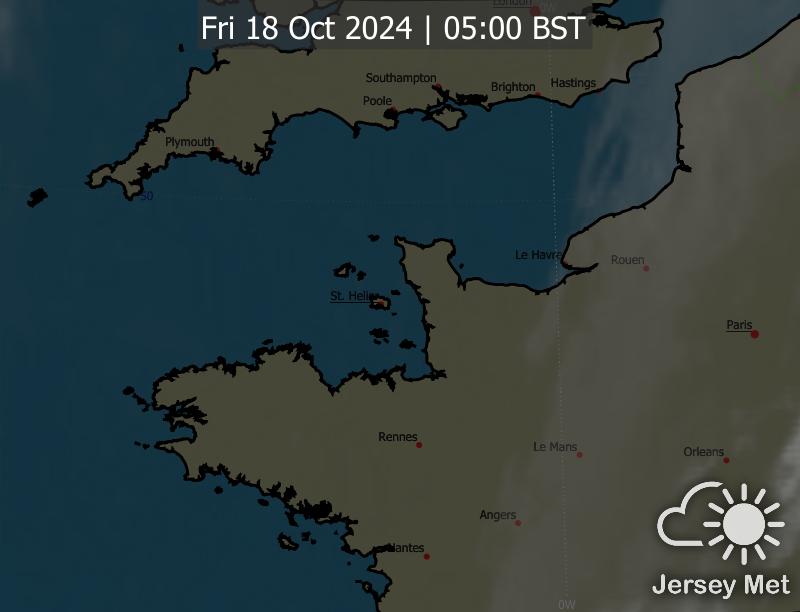 London
0W
Fri 18 Oct 2024 | 05:00 BST
Southampton
Brighton
Hastings
Poole
Plymouth
50
Le Havre
Rouen
St. Helier
Paris
Rennes
Le Mans
Orleans
Angers
Nantes
Jersey Met
0W